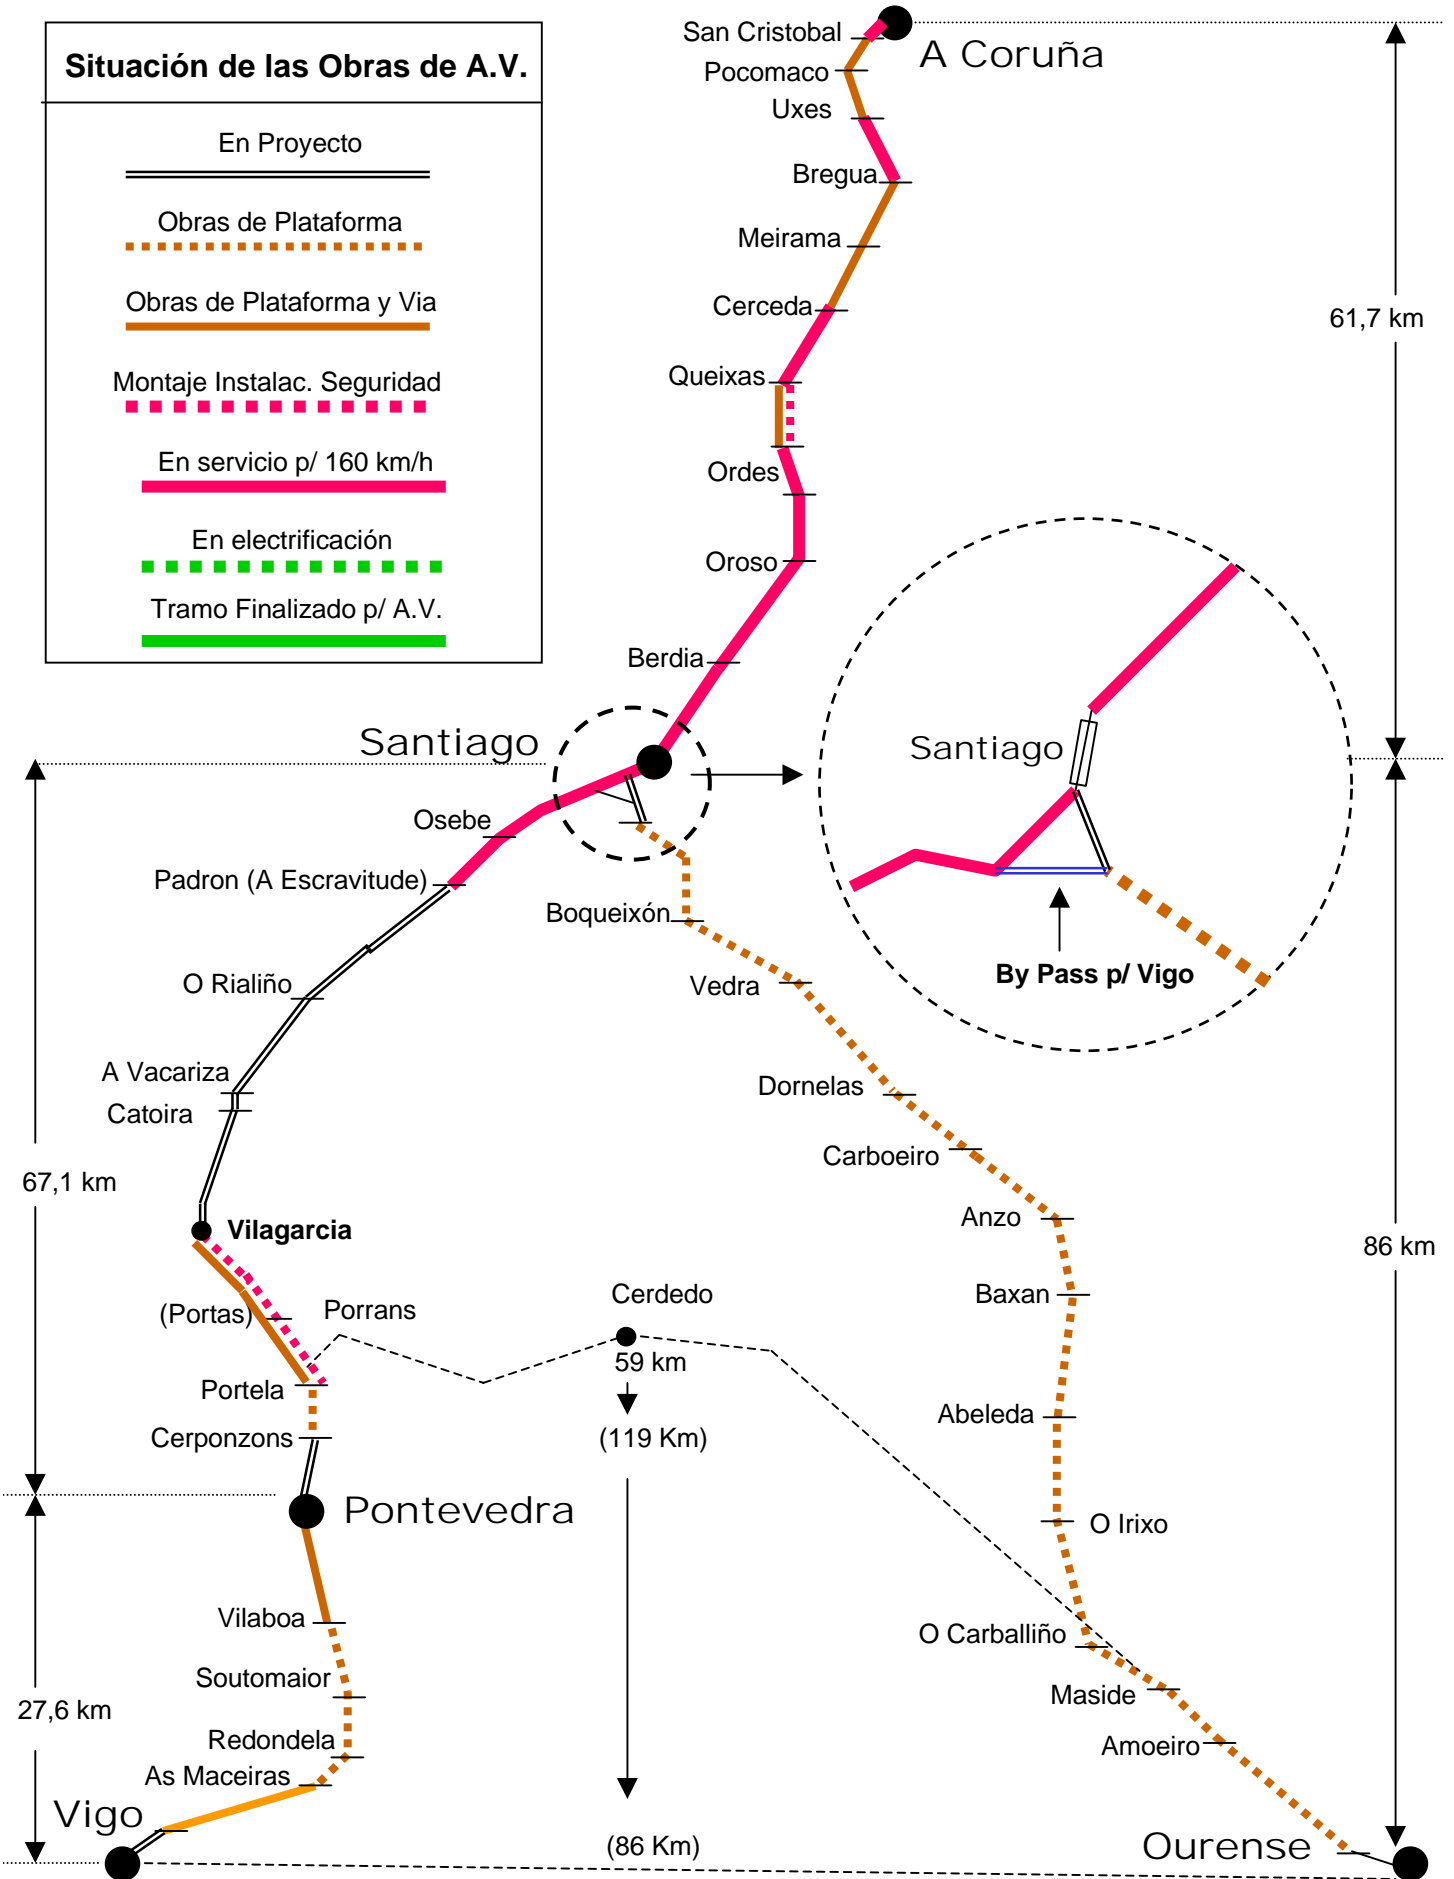 Situación de las Obras de A.V.
En Proyecto
Obras de Plataforma
Obras de Plataforma y Via
Montaje Instalac. Seguridad
En servicio p/ 160 km/h
En electrificación
Tramo Finalizado p/ A.V.
San Cristobal
A Coruña
Pocomaco
Uxes
Bregua
Meirama
Cerceda
61,7 km
Queixas
Ordes
Oroso
Berdia
Santiago
Santiago
Osebe
Padron (A Escravitude)
Boqueixón
By Pass p/ Vigo
O Rialiño
Vedra
A Vacariza
Dornelas
Catoira
Carboeiro
67,1 km
Anzo
Vilagarcia
86 km
Baxan
Cerdedo
(Portas)
Porrans
59 km
Portela
Abeleda
Cerponzons
(119 Km)
Pontevedra
O Irixo
Vilaboa
O Carballiño
Soutomaior
Maside
27,6 km
Redondela
Amoeiro
As Maceiras
Vigo
(86 Km)
Ourense